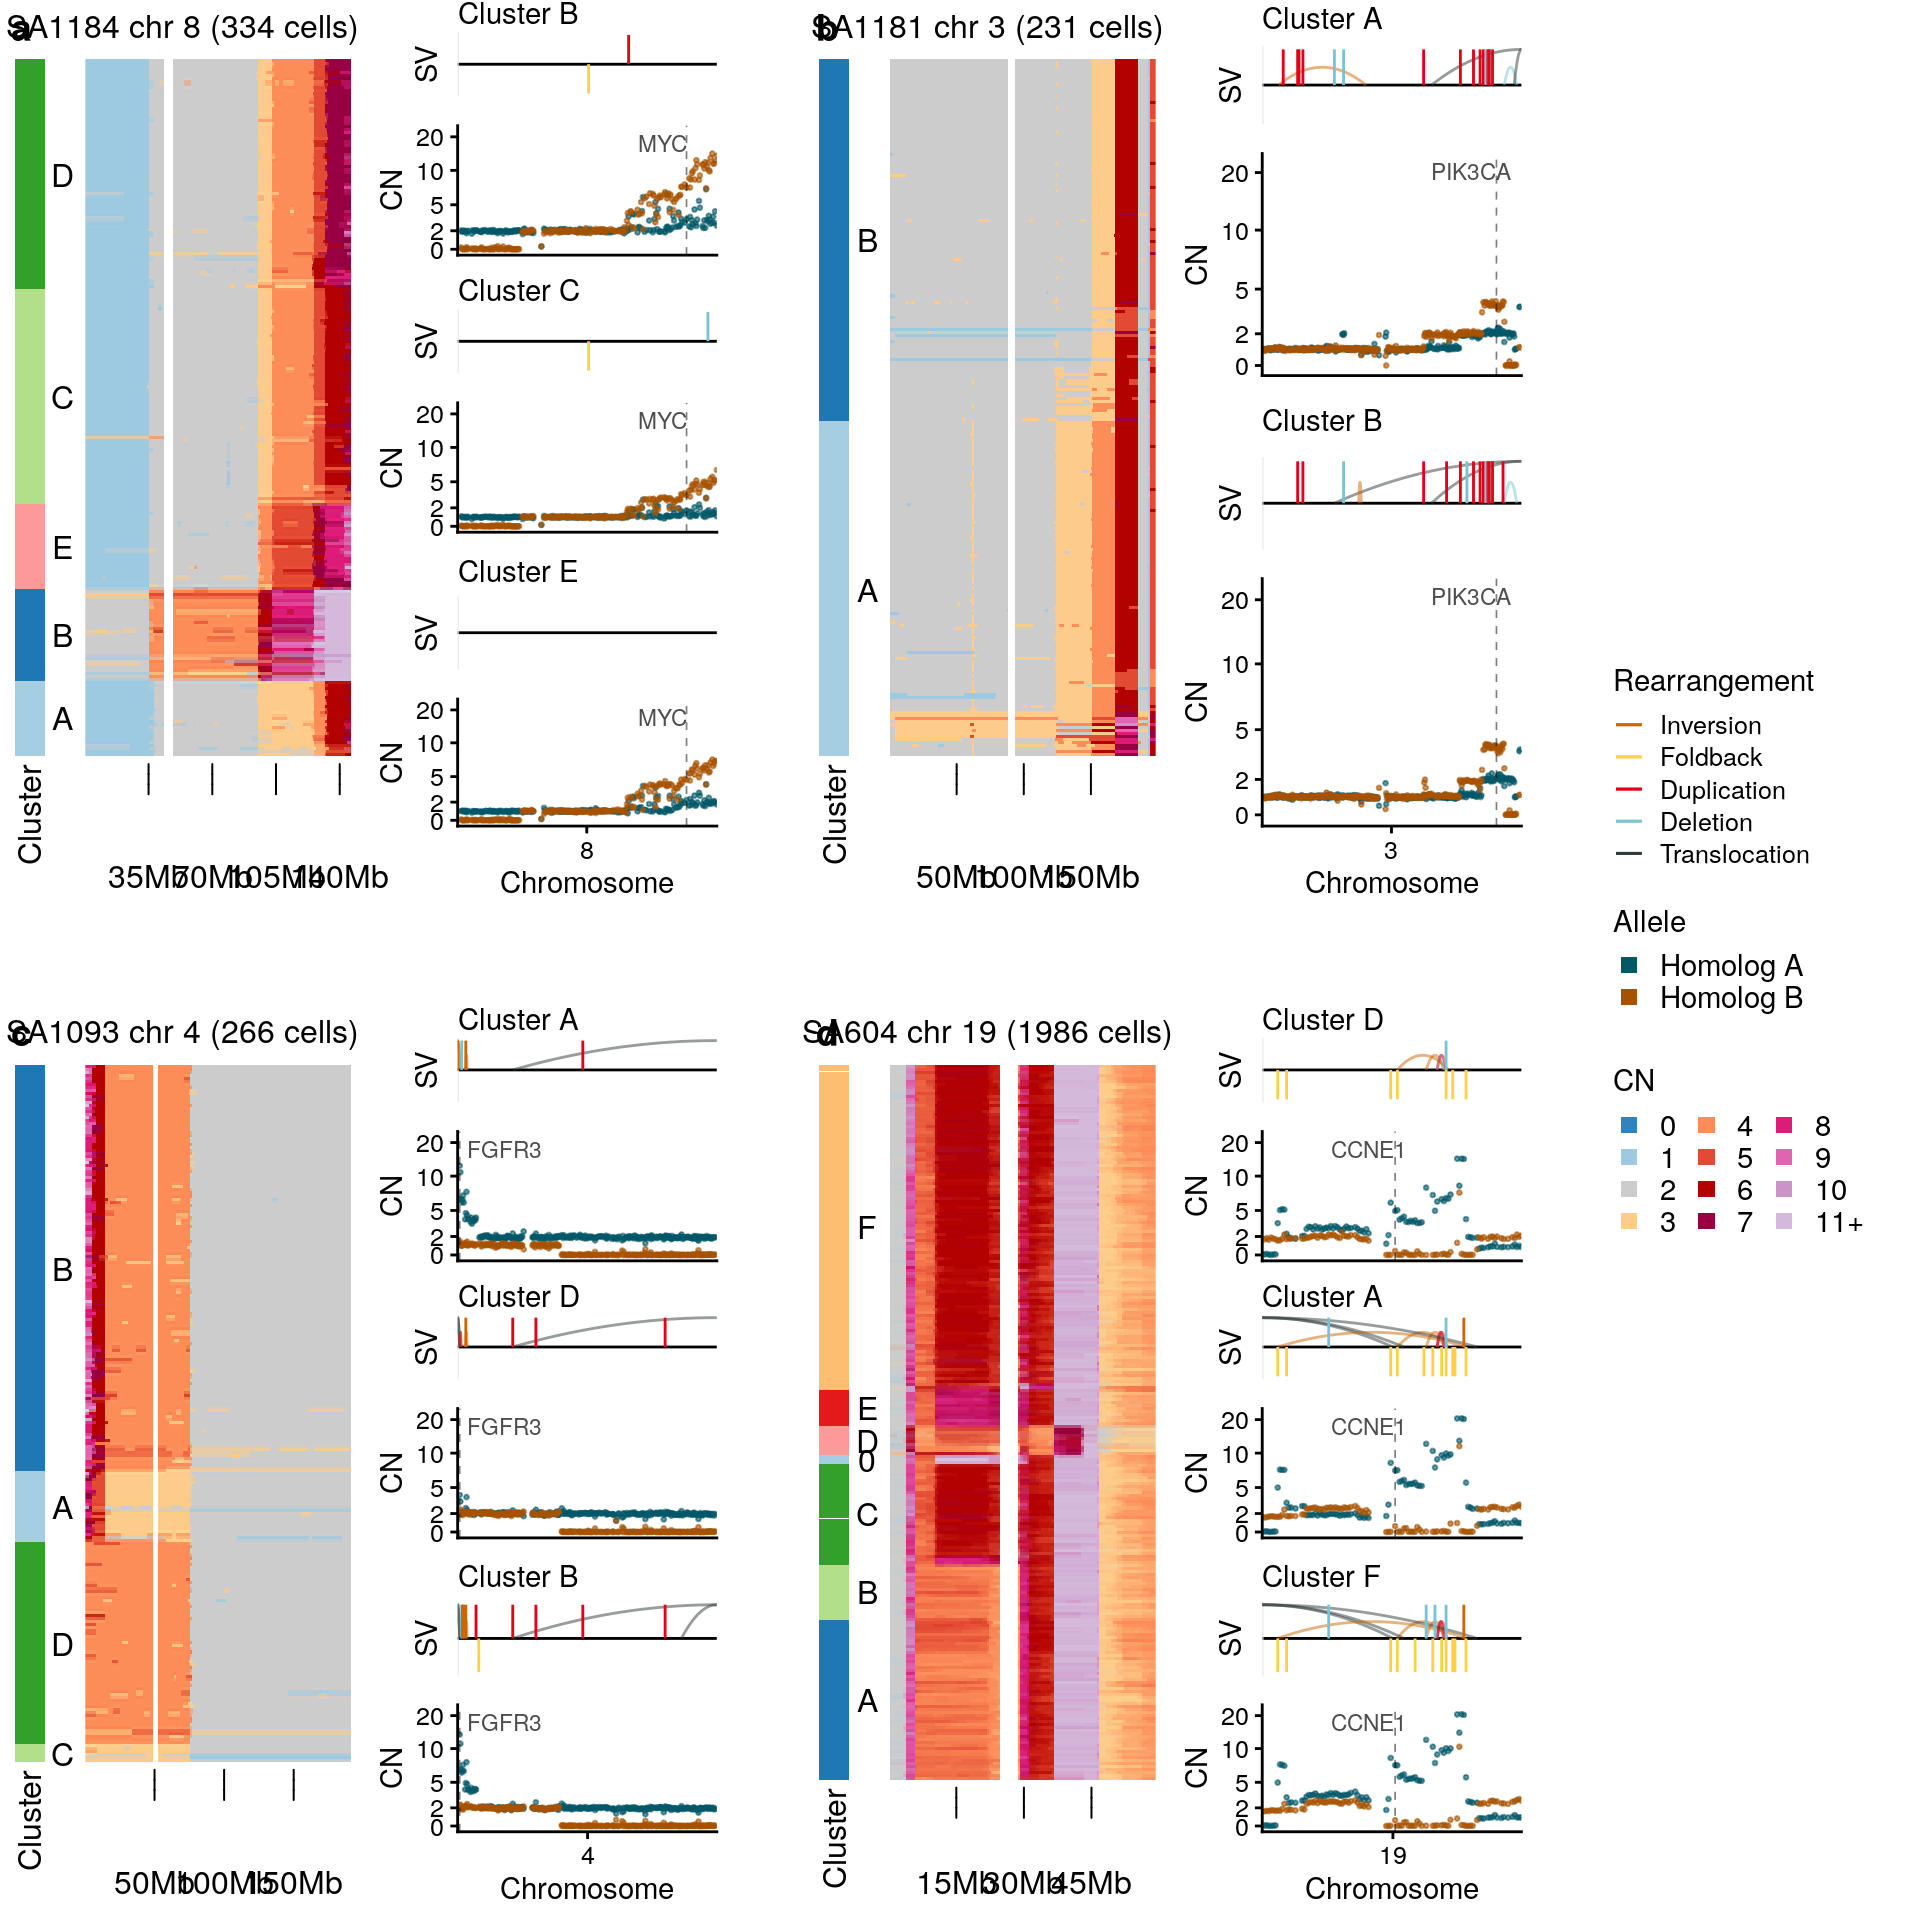 a
SA1184 chr 8 (334 cells)
D
C
E
B
A
Cluster
35Mb
70Mb
105Mb
140Mb
Cluster B
SV
CN
20
10
5
2
0
MYC
Cluster C
SV
CN
20
10
5
2
0
MYC
Cluster E
SV
CN
20
10
5
2
0
MYC
8
Chromosome
b
SA1181 chr 3 (231 cells)
B
A
Cluster
50Mb
100Mb
150Mb
Cluster A
SV
CN
20
10
5
2
0
PIK3CA
Cluster B
SV
CN
20
10
5
2
0
PIK3CA
3
Chromosome
Rearrangement
Inversion
Foldback
Duplication
Deletion
Translocation
Allele
Homolog A
Homolog B
CN
0
1
2
3
4
5
6
7
8
9
10
11+
c
SA1093 chr 4 (266 cells)
B
A
D
C
Cluster
50Mb
100Mb
150Mb
Cluster A
SV
CN
20
10
5
2
0
FGFR3
Cluster D
SV
CN
20
10
5
2
0
FGFR3
Cluster B
SV
CN
20
10
5
2
0
FGFR3
4
Chromosome
d
SA604 chr 19 (1986 cells)
F
E
D
0
C
B
A
Cluster
15Mb
30Mb
45Mb
Cluster D
SV
CN
20
10
5
2
0
CCNE1
Cluster A
SV
CN
20
10
5
2
0
CCNE1
Cluster F
SV
CN
20
10
5
2
0
CCNE1
19
Chromosome